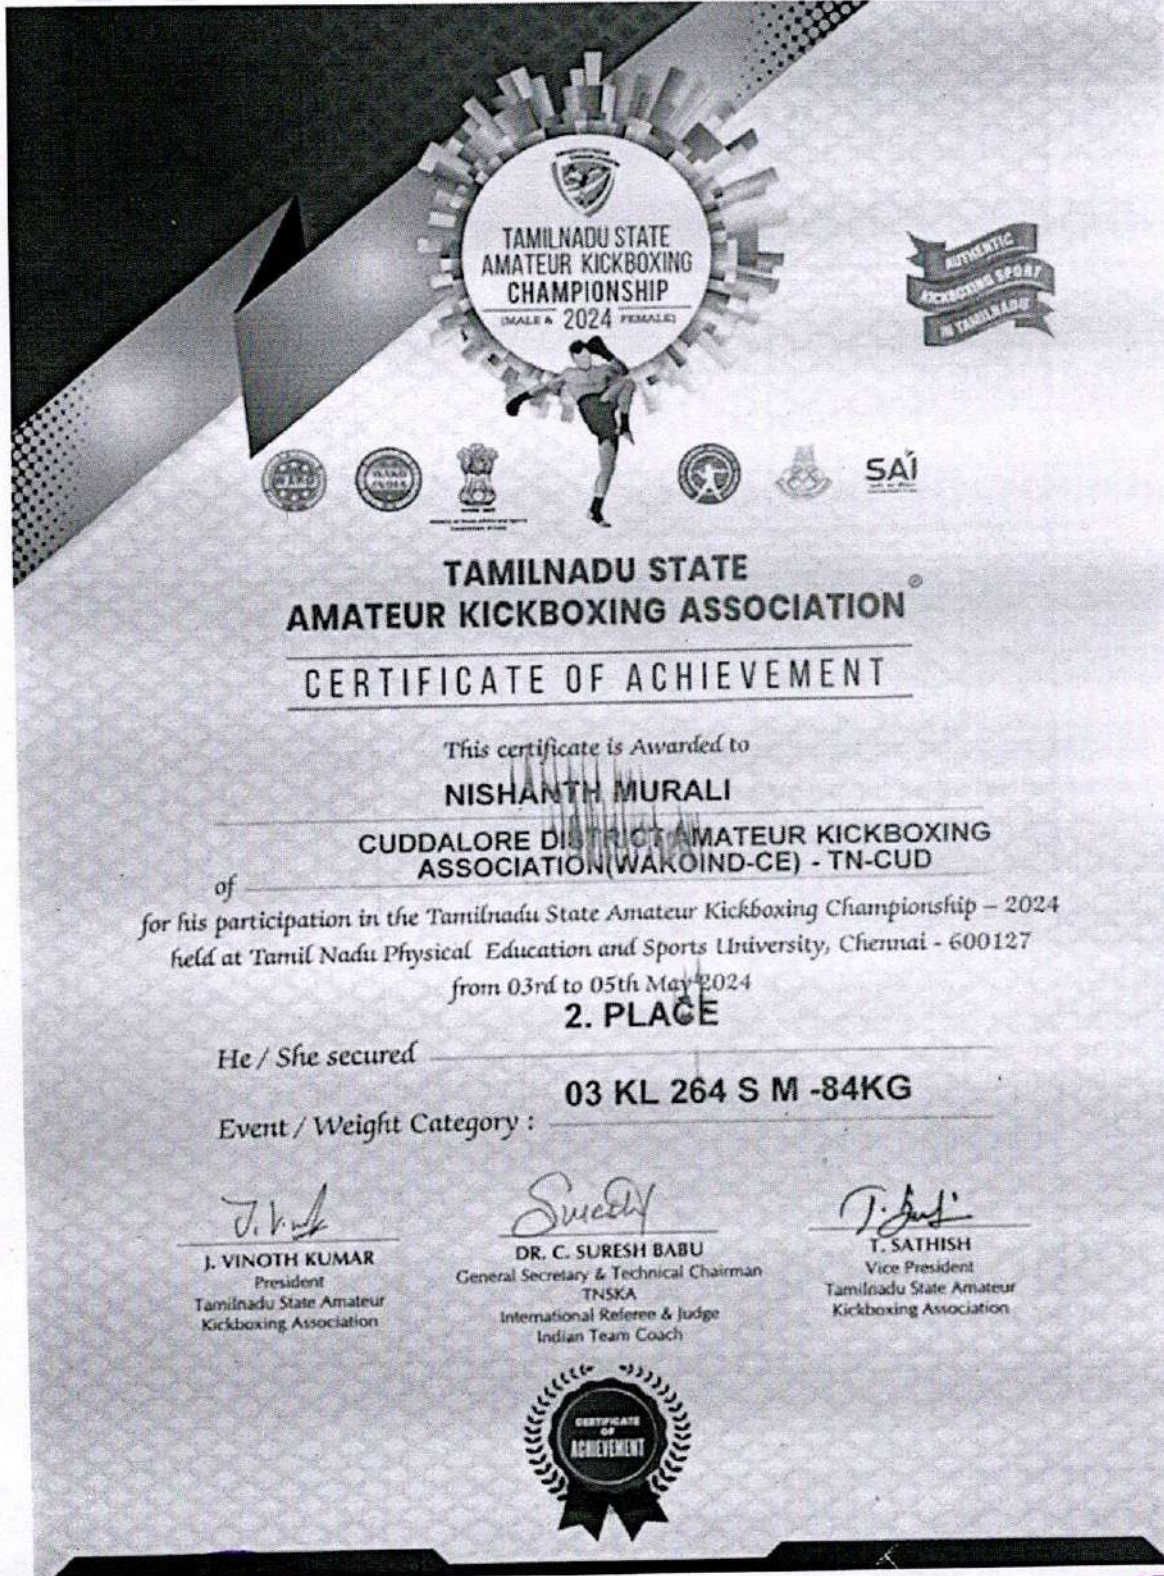 TAMILNADU STATE
AMATEUR KICKBOXING
CHAMPIONSHIP
(MALE & 2024 FEMALE)
AUTHENTIC
KICKBOXING SPORT
IN TAMILNADU
WAKO
WAKO
INDIA
SAI
TAMILNADU STATE
AMATEUR KICKBOXING ASSOCIATION®
CERTIFICATE OF ACHIEVEMENT
This certificate is Awarded to
NISHANTH MURALI
CUDDALORE DISTRICT AMATEUR KICKBOXING
ASSOCIATION(WAKOIND-CE) - TN-CUD
of
for his participation in the Tamilnadu State Amateur Kickboxing Championship – 2024
held at Tamil Nadu Physical Education and Sports University, Chennai - 600127
from 03rd to 05th May 2024
2. PLACE
He / She secured
03 KL 264 S M -84KG
Event / Weight Category :
J. VINOTH KUMAR
President
Tamilnadu State Amateur
Kickboxing Association
DR. C. SURESH BABU
General Secretary & Technical Chairman
TNSKA
International Referee & Judge
Indian Team Coach
T. SATHISH
Vice President
Tamilnadu State Amateur
Kickboxing Association
CERTIFICATE
OF
ACHIEVEMENT